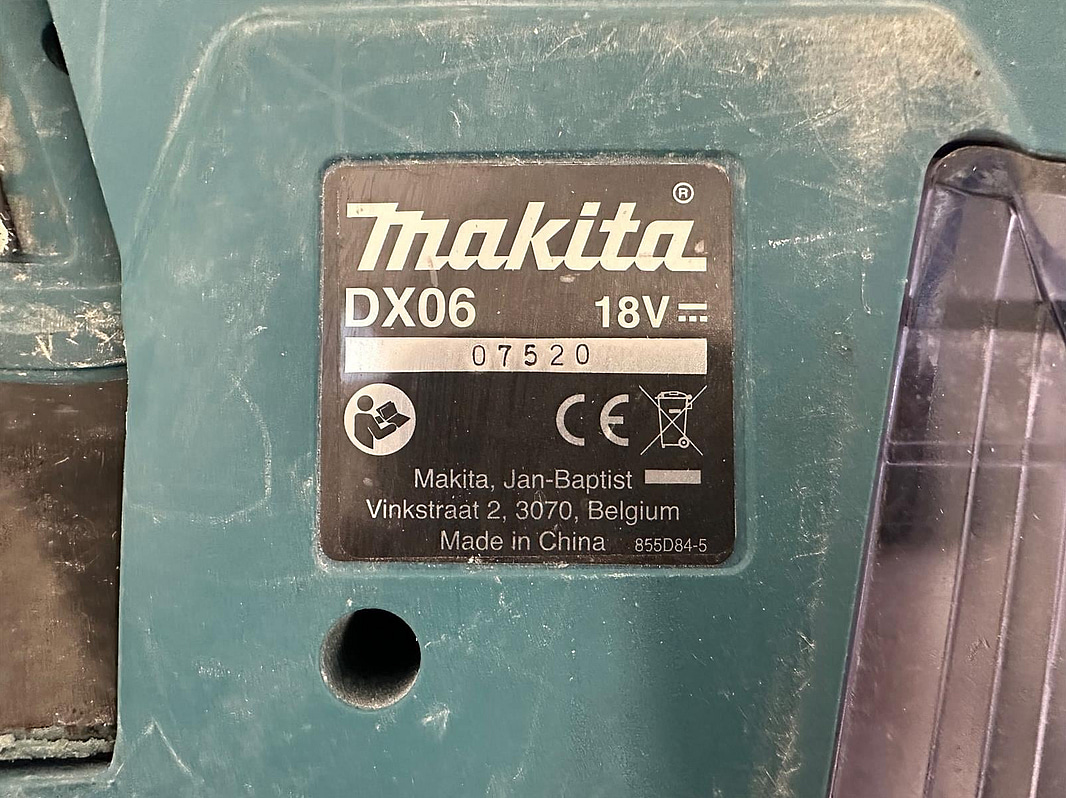 makita®
DX06 18V
07520
CE
Makita, Jan-Baptist
Vinkstraat 2, 3070, Belgium
Made in China 855D84-5